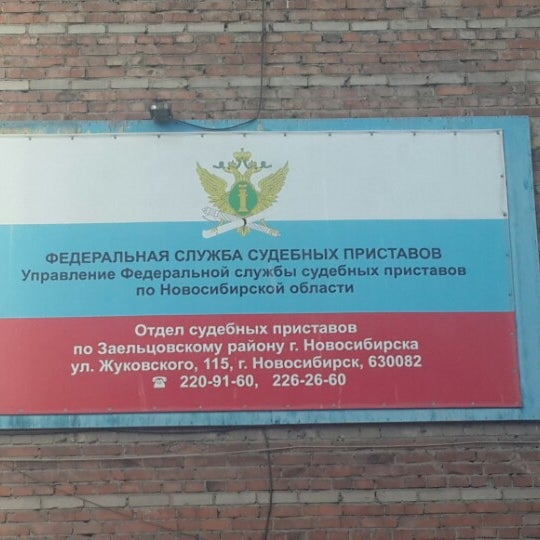 ФЕДЕРАЛЬНАЯ СЛУЖБА СУДЕБНЫХ ПРИСТАВОВ
Управление Федеральной службы судебных приставов
по Новосибирской области
Отдел судебных приставов
по Заельцовскому району г. Новосибирска
ул. Жуковского, 115, г. Новосибирск, 630082
☎ 220-91-60, 226-26-60